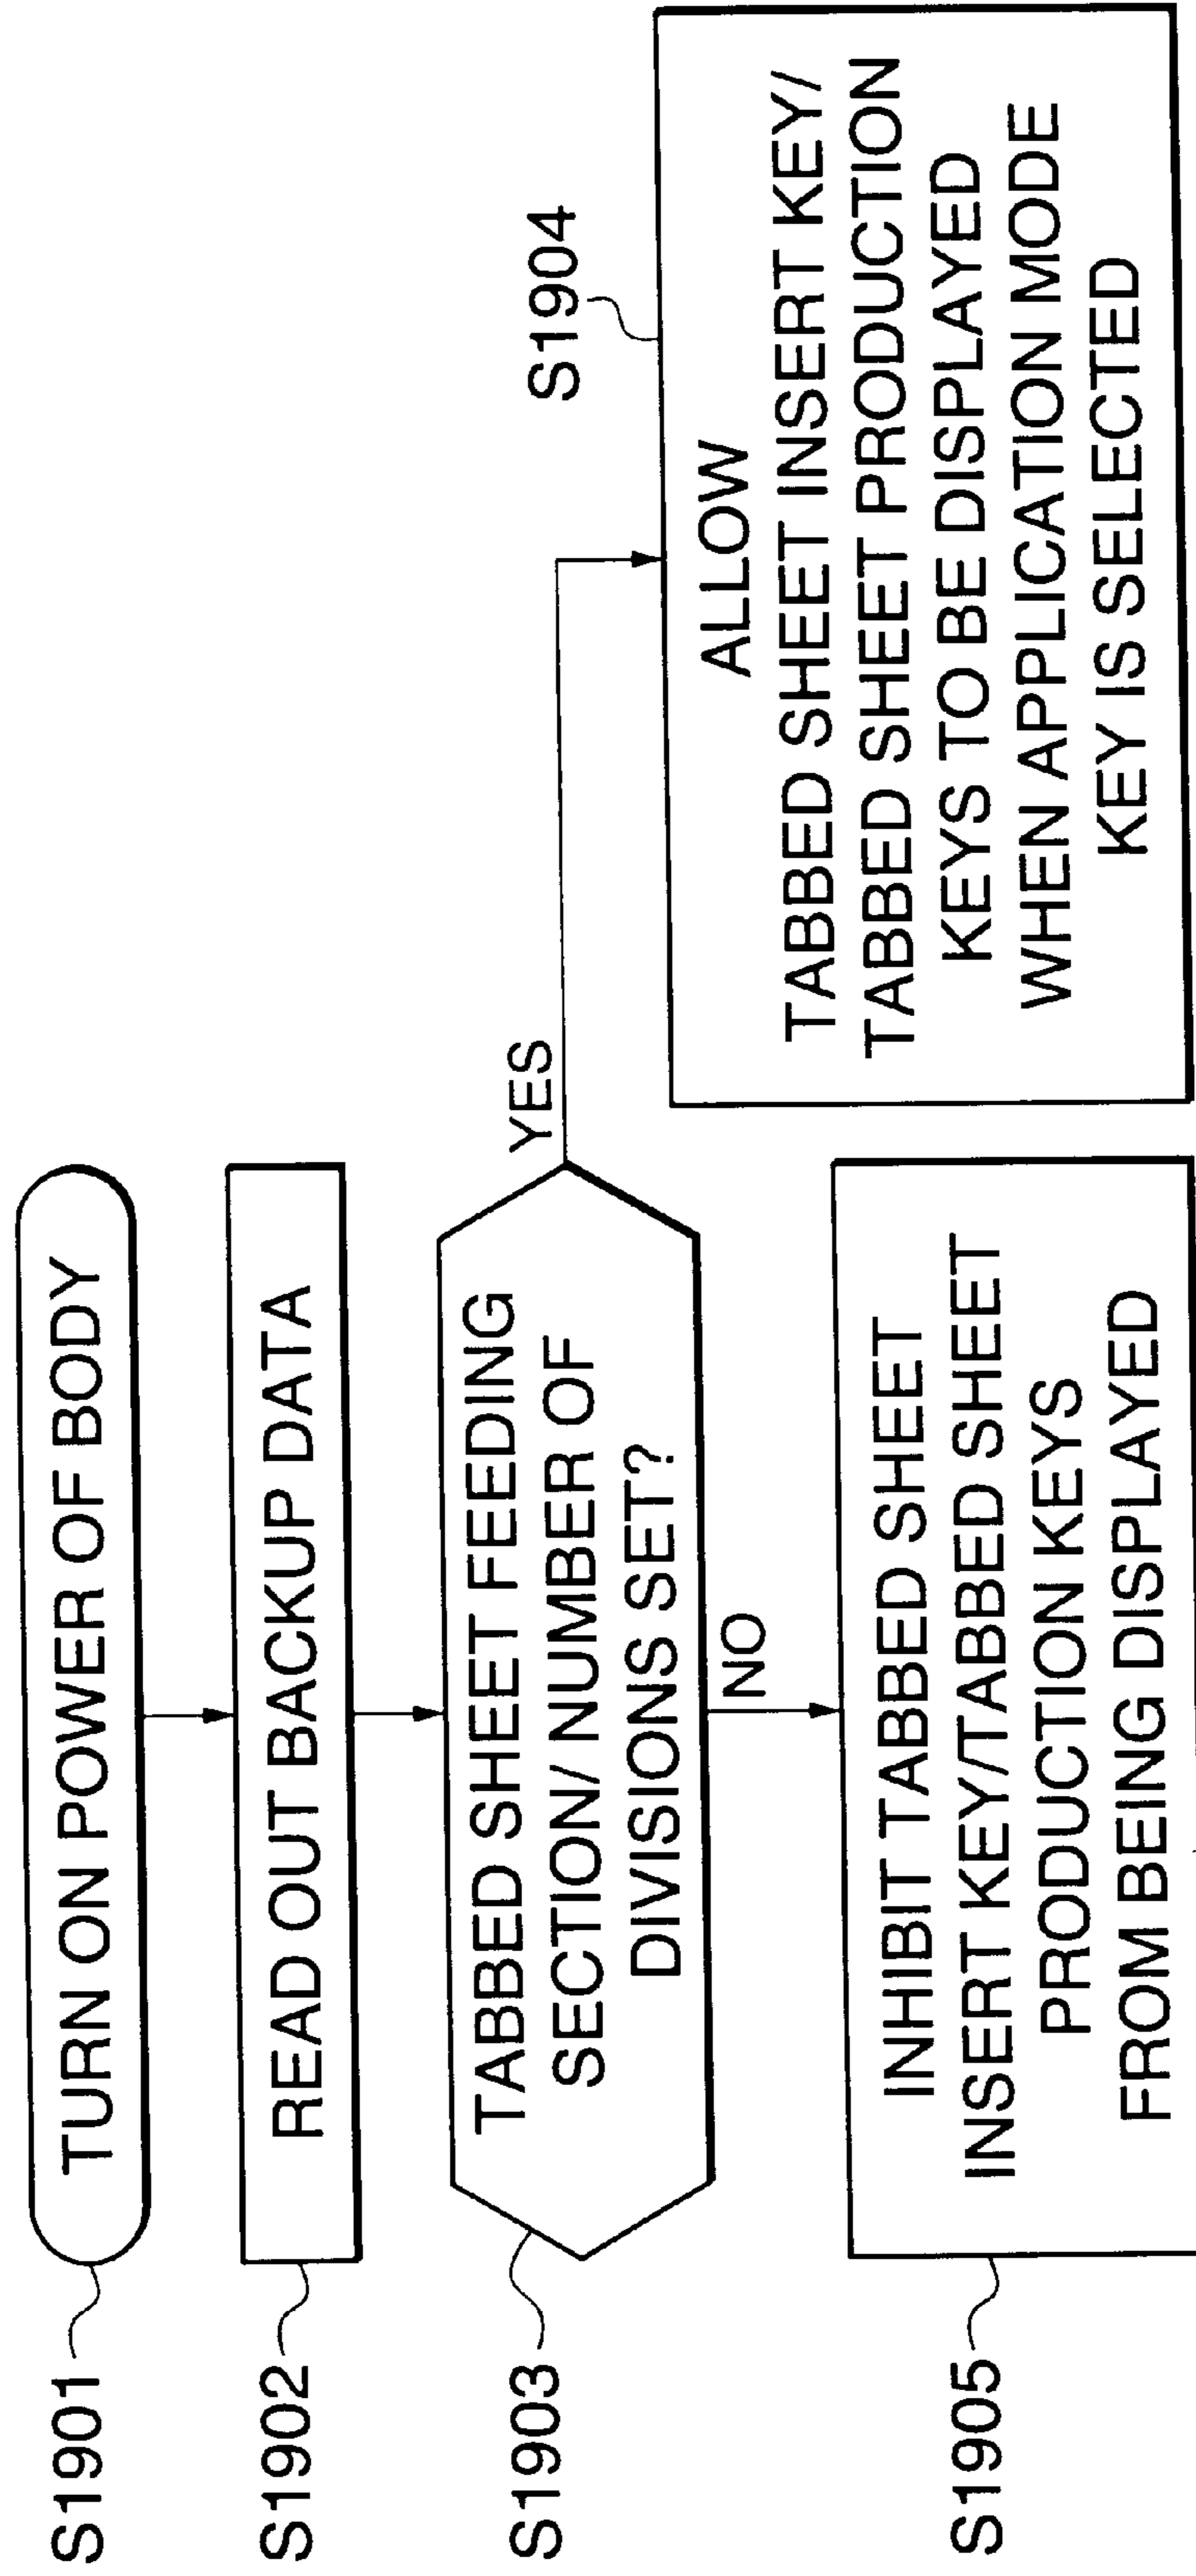 S1901
TURN ON POWER OF BODY
S1902
READ OUT BACKUP DATA
S1903
TABBED SHEET FEEDING
SECTION/ NUMBER OF
DIVISIONS SET?
YES
NO
S1904
ALLOW
TABBED SHEET INSERT KEY/
TABBED SHEET PRODUCTION
KEYS TO BE DISPLAYED
WHEN APPLICATION MODE
KEY IS SELECTED
S1905
INHIBIT TABBED SHEET
INSERT KEY/TABBED SHEET
PRODUCTION KEYS
FROM BEING DISPLAYED